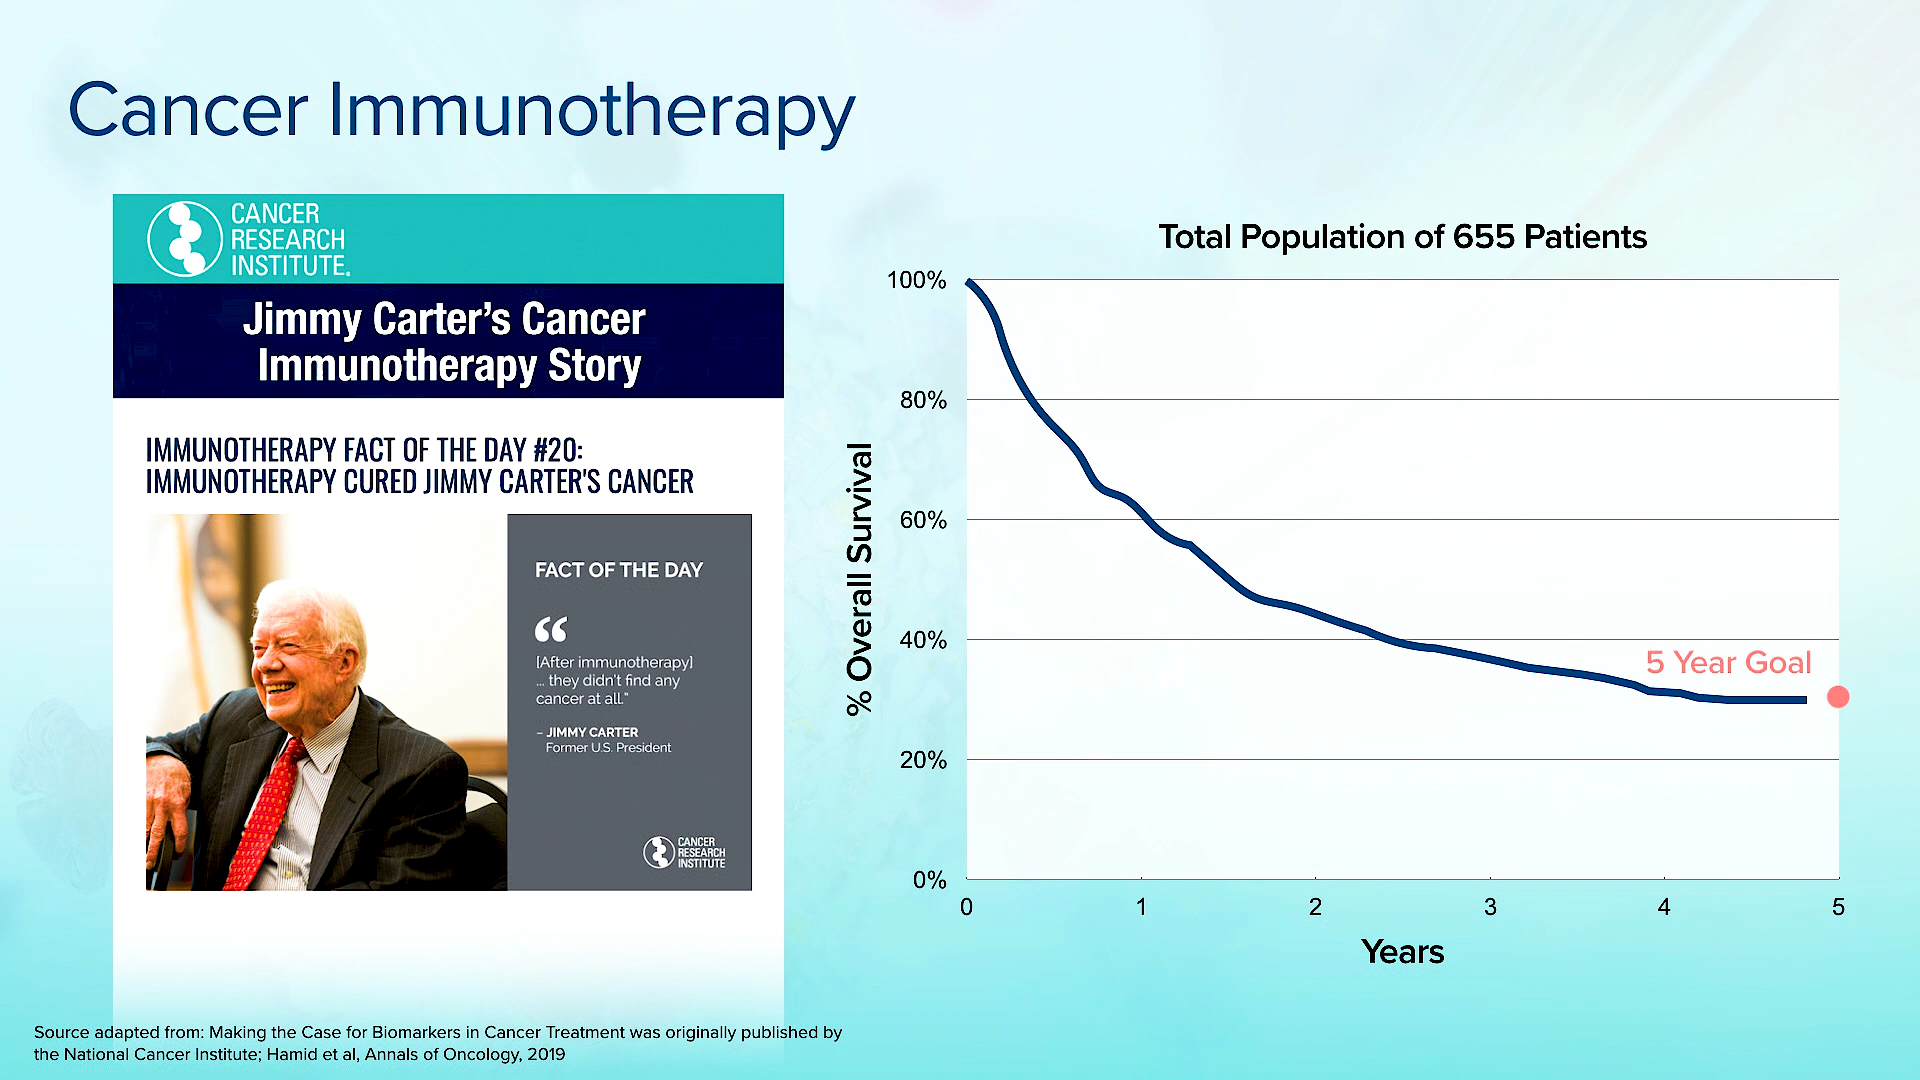 Cancer Immunotherapy
CANCER
RESEARCH
INSTITUTE.
Jimmy Carter’s Cancer
Immunotherapy Story
IMMUNOTHERAPY FACT OF THE DAY #20:
IMMUNOTHERAPY CURED JIMMY CARTER'S CANCER
FACT OF THE DAY
“
[After immunotherapy]
... they didn't find any
cancer at all."
– JIMMY CARTER
Former U.S. President
CANCER
RESEARCH
INSTITUTE
Total Population of 655 Patients
% Overall Survival
100%
80%
60%
40%
20%
0%
5 Year Goal
0 1 2 3 4 5
Years
Source adapted from: Making the Case for Biomarkers in Cancer Treatment was originally published by
the National Cancer Institute; Hamid et al, Annals of Oncology, 2019